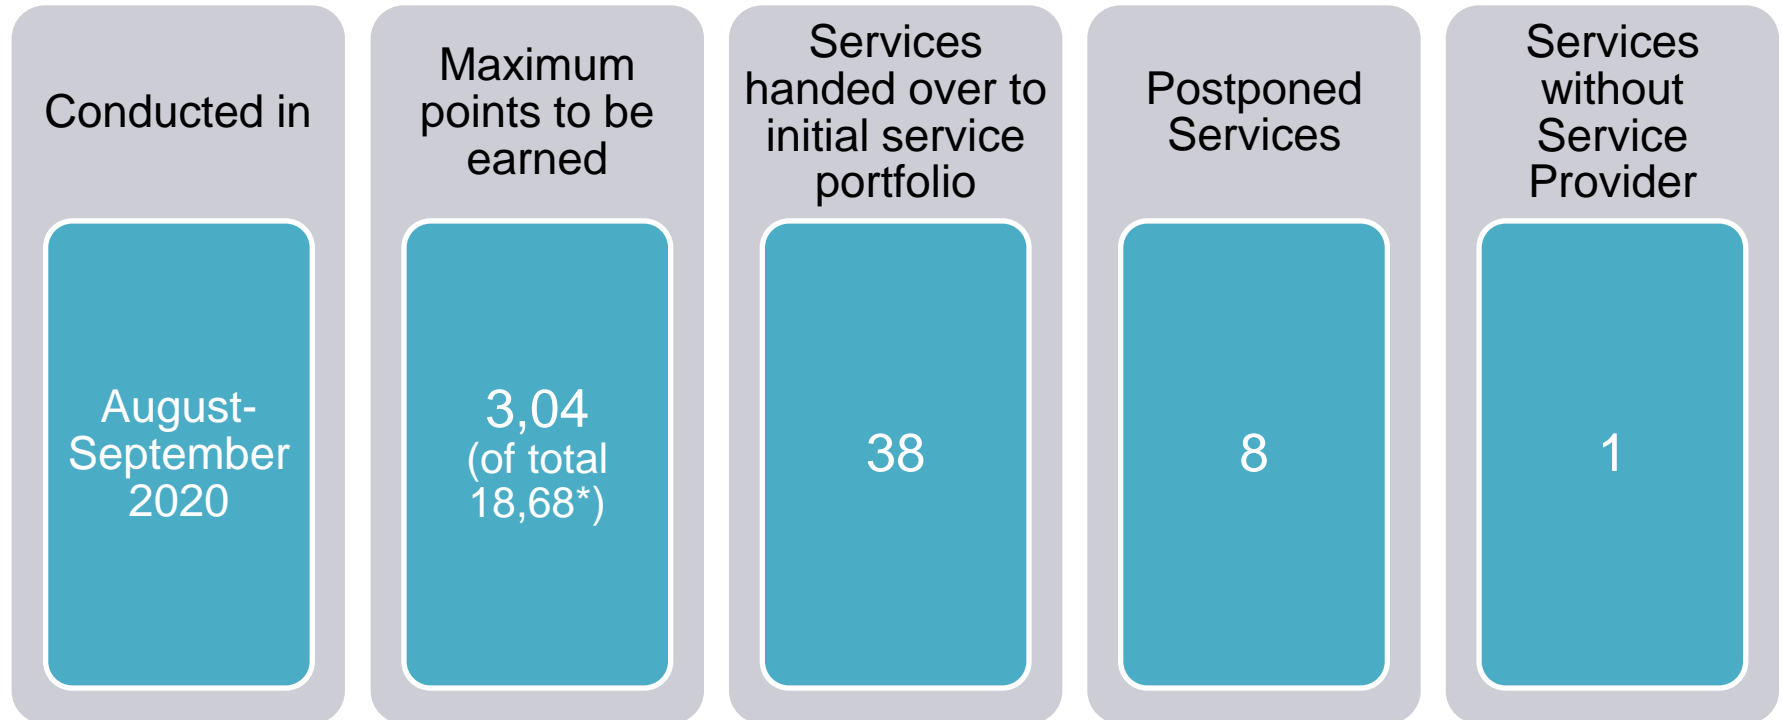 Conducted in
August-
September
2020
Maximum
points to be
earned
3,04
(of total
18,68*)
Services
handed over to
initial service
portfolio
38
Postponed
Services
8
Services
without
Service
Provider
1